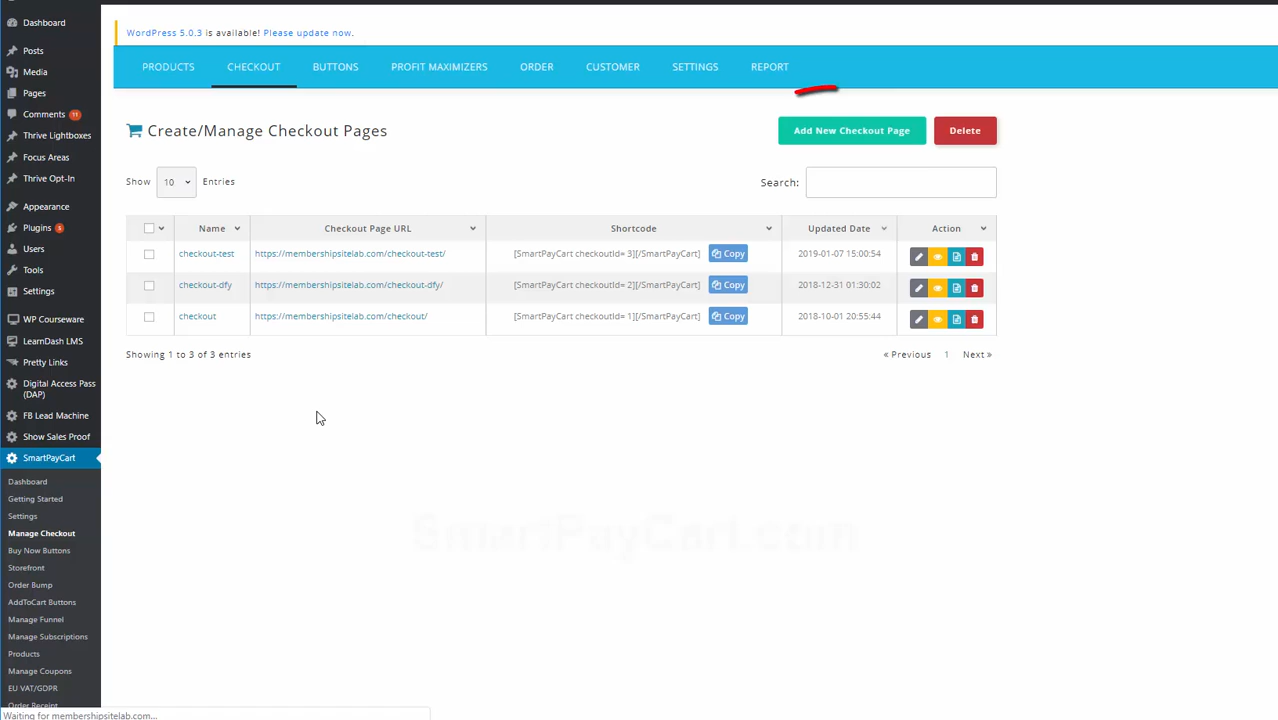 Dashboard
Posts
Media
Pages
Comments 11
Thrive Lightboxes
Focus Areas
Thrive Opt-In
Appearance
Plugins 5
Users
Tools
Settings
WP Courseware
LearnDash LMS
Pretty Links
Digital Access Pass
(DAP)
FB Lead Machine
Show Sales Proof
SmartPayCart
Dashboard
Getting Started
Settings
Manage Checkout
Buy Now Buttons
Storefront
Order Bump
AddToCart Buttons
Manage Funnel
Manage Subscriptions
Products
Manage Coupons
EU VAT/GDPR
Order Receipt
WordPress 5.0.3 is available! Please update now.
PRODUCTS CHECKOUT BUTTONS PROFIT MAXIMIZERS ORDER CUSTOMER SETTINGS REPORT
Create/Manage Checkout Pages Add New Checkout Page Delete
Show 10 Entries Search:
Name Checkout Page URL Shortcode Updated Date Action
checkout-test https://membershipsitelab.com/checkout-test/ [SmartPayCart checkoutId= 3][/SmartPayCart] Copy 2019-01-07 15:00:54
checkout-dfy https://membershipsitelab.com/checkout-dfy/ [SmartPayCart checkoutId= 2][/SmartPayCart] Copy 2018-12-31 01:30:02
checkout https://membershipsitelab.com/checkout/ [SmartPayCart checkoutId= 1][/SmartPayCart] Copy 2018-10-01 20:55:44
Showing 1 to 3 of 3 entries « Previous 1 Next »
SmartPayCart.com
Waiting for membershipsitelab.com...